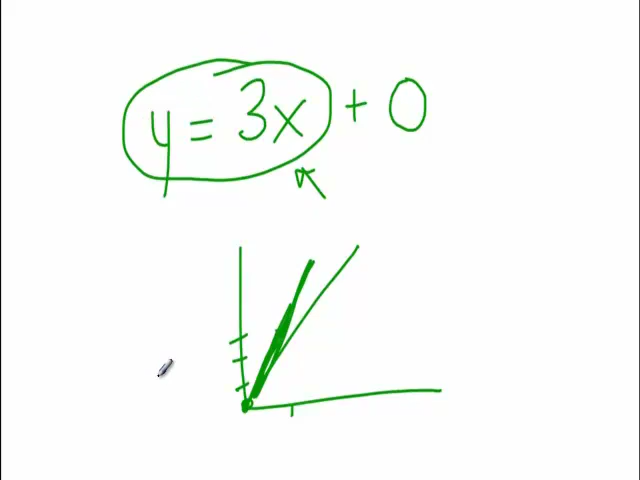 y = 3x + 0